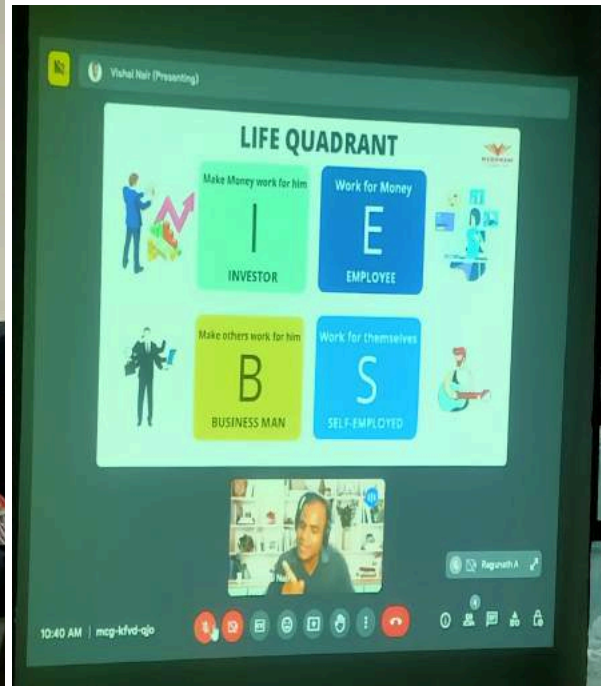 Vishal Nair (Presenting)
LIFE QUADRANT
Make Money work for him
I
INVESTOR
Work for Money
E
EMPLOYEE
Make others work for him
B
BUSINESS MAN
Work for themselves
S
SELF-EMPLOYED
Ragunath A
4
10:40 AM | mcg-kfvd-qjo